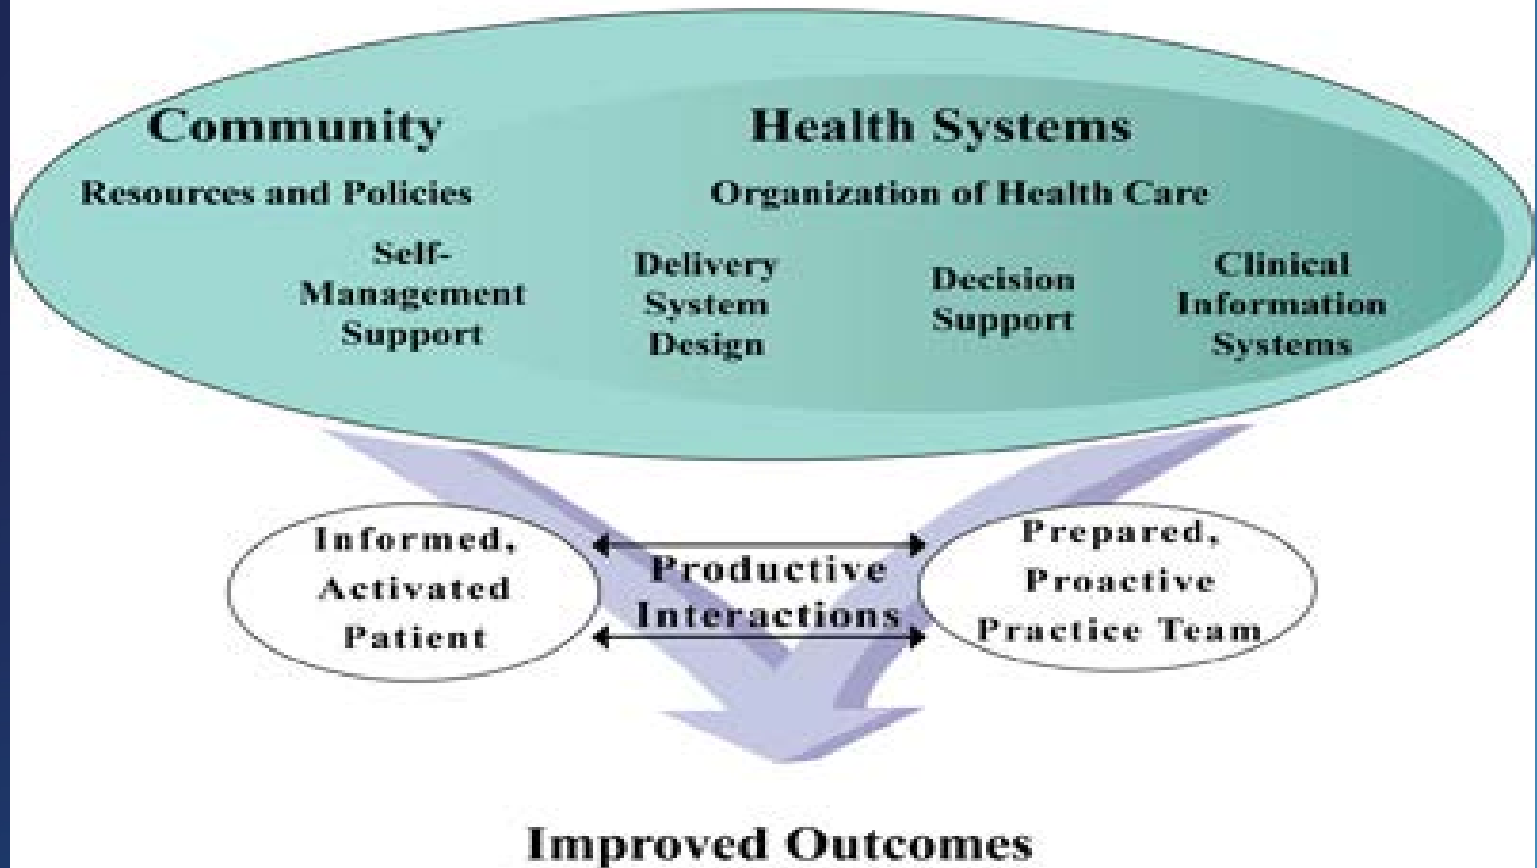 Community
Health Systems
Resources and Policies
Organization of Health Care
Self-
Management
Support
Delivery
System
Design
Decision
Support
Clinical
Information
Systems
Informed,
Activated
Patient
Productive
Interactions
Prepared,
Proactive
Practice Team
Improved Outcomes